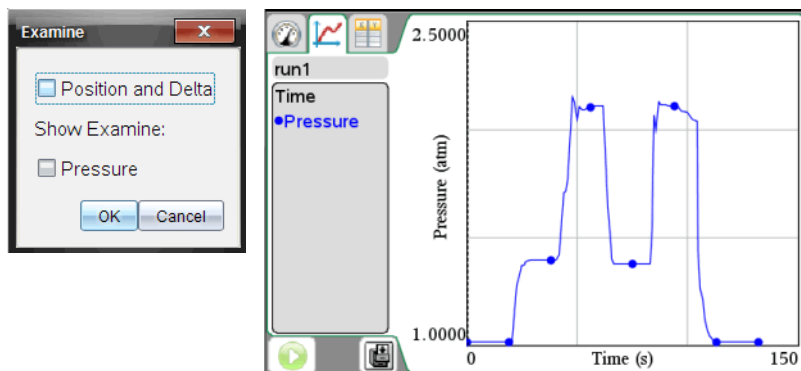 Examine
Position and Delta
Show Examine:
Pressure
OK Cancel
run1
Time
Pressure
2.5000
Pressure (atm)
1.0000
0 Time (s) 150